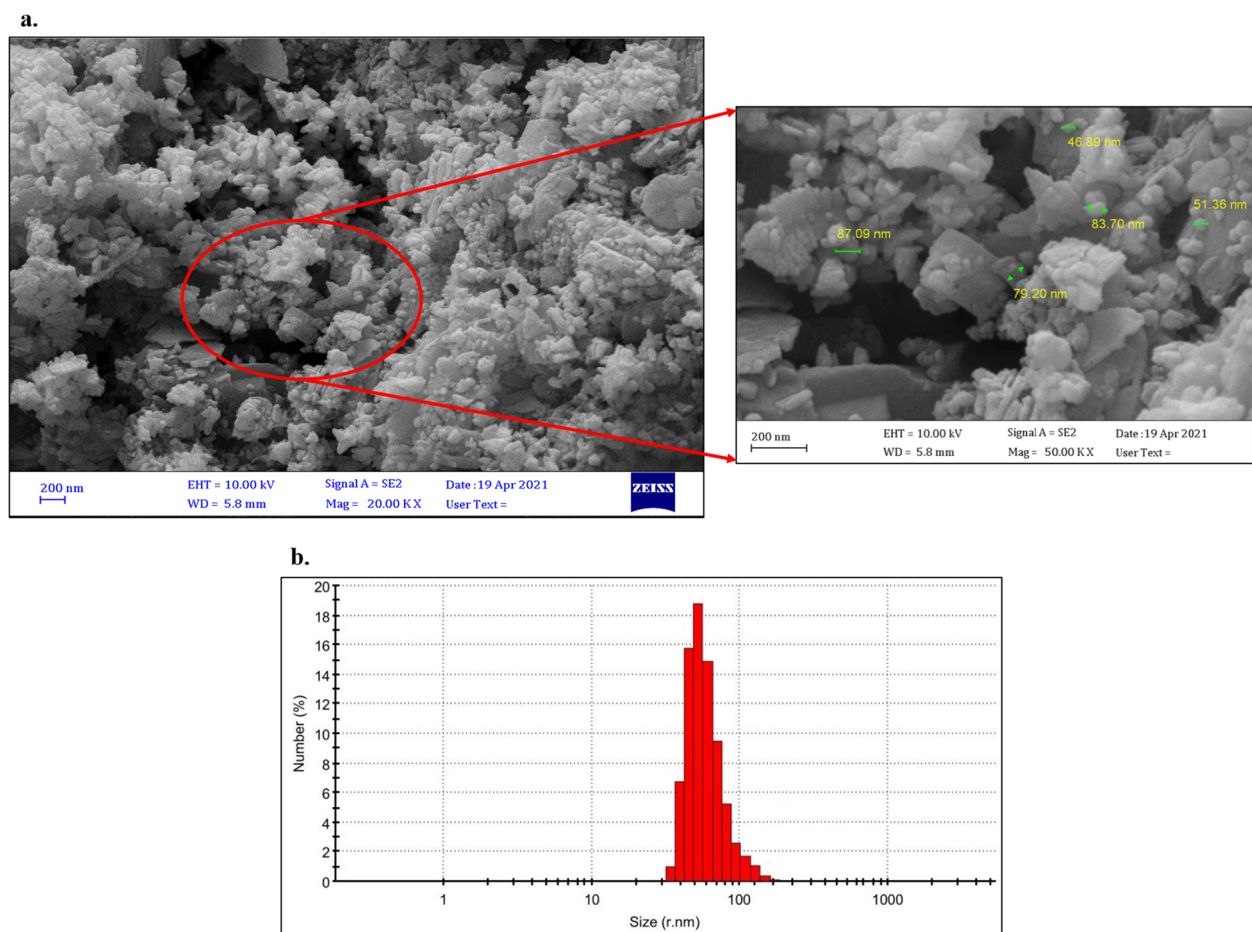 a.
200 nm
EHT = 10.00 kV
WD = 5.8 mm
Signal A = SE2
Mag = 20.00 K X
Date :19 Apr 2021
User Text =
ZEISS
46.89 nm
51.36 nm
83.70 nm
87.09 nm
79.20 nm
200 nm
EHT = 10.00 kV
WD = 5.8 mm
Signal A = SE2
Mag = 50.00 K X
Date :19 Apr 2021
User Text =
b.
Number (%)
20
18
16
14
12
10
8
6
4
2
0
1
10
100
1000
Size (r.nm)